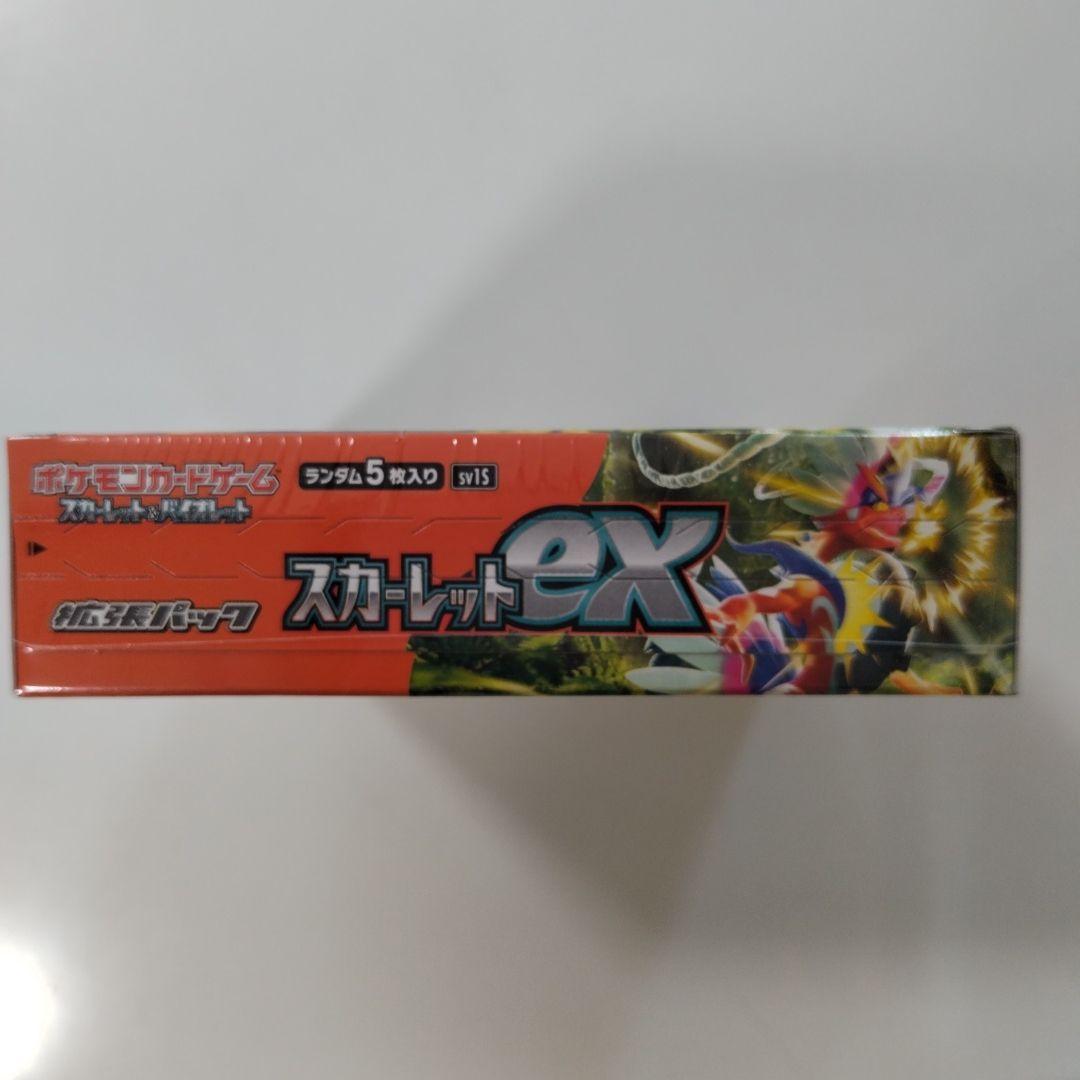 ポケモンカードゲーム
スカーレット&バイオレット
ランダム5枚入り sv1S
拡張パック
スカーレットex